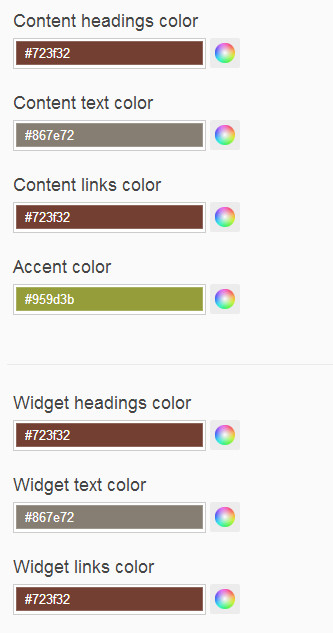 Content headings color
#723f32
Content text color
#867e72
Content links color
#723f32
Accent color
#959d3b
Widget headings color
#723f32
Widget text color
#867e72
Widget links color
#723f32